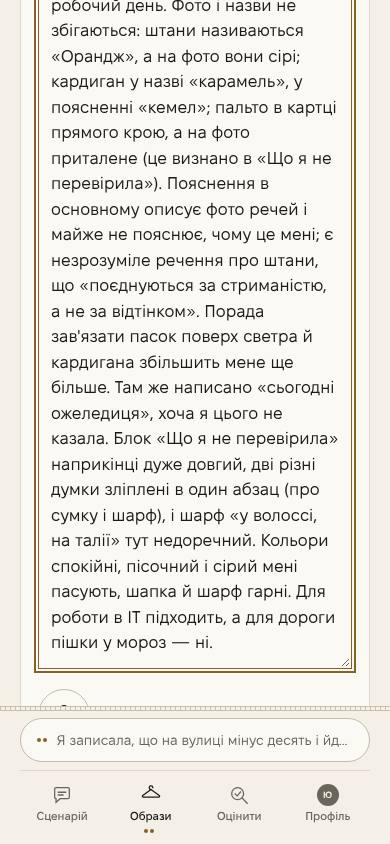 робочий день. Фото і назви не
збігаються: штани називаються
«Орандж», а на фото вони сірі;
кардиган у назві «карамель», у
поясненні «кемел»; пальто в картці
прямого крою, а на фото
приталене (це визнано в «Що я не
перевірила»). Пояснення в
основному описує фото речей і
майже не пояснює, чому це мені; є
незрозуміле речення про штани,
що «поєднуються за стриманістю,
а не за відтінком». Порада
зав'язати пасок поверх светра й
кардигана збільшить мене ще
більше. Там же написано «сьогодні
ожеледиця», хоча я цього не
казала. Блок «Що я не перевірила»
наприкінці дуже довгий, дві різні
думки зліплені в один абзац (про
сумку і шарф), і шарф «у волоссі,
на талії» тут недоречний. Кольори
спокійні, пісочний і сірий мені
пасують, шапка й шарф гарні. Для
роботи в ІТ підходить, а для дороги
пішки у мороз — ні.
Я записала, що на вулиці мінус десять і йд…
Сценарій
Образи
Оцінити
Ю
Профіль